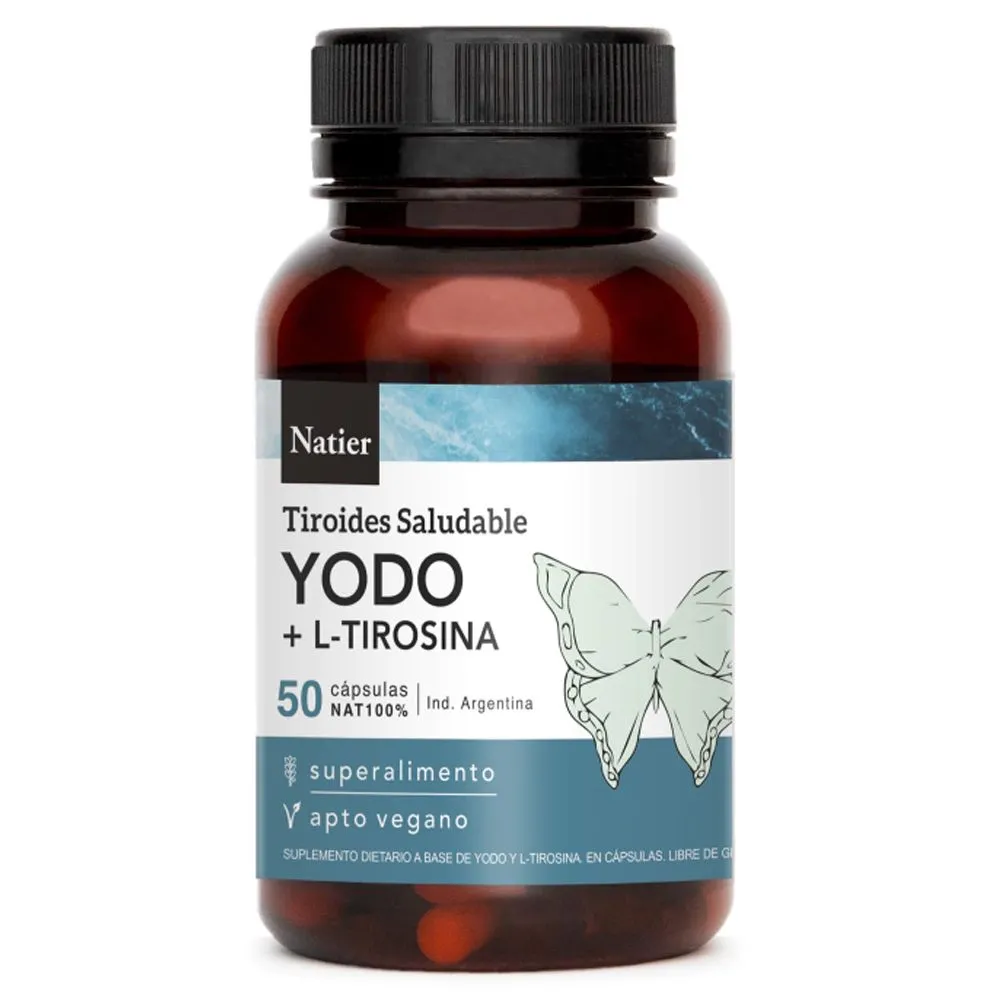 Natier
Tiroides Saludable
YODO
+ L-TIROSINA
50 cápsulas
NAT100%
Ind. Argentina
superalimento
apto vegano
SUPLEMENTO DIETARIO A BASE DE YODO Y L-TIROSINA. EN CÁPSULAS. LIBRE DE